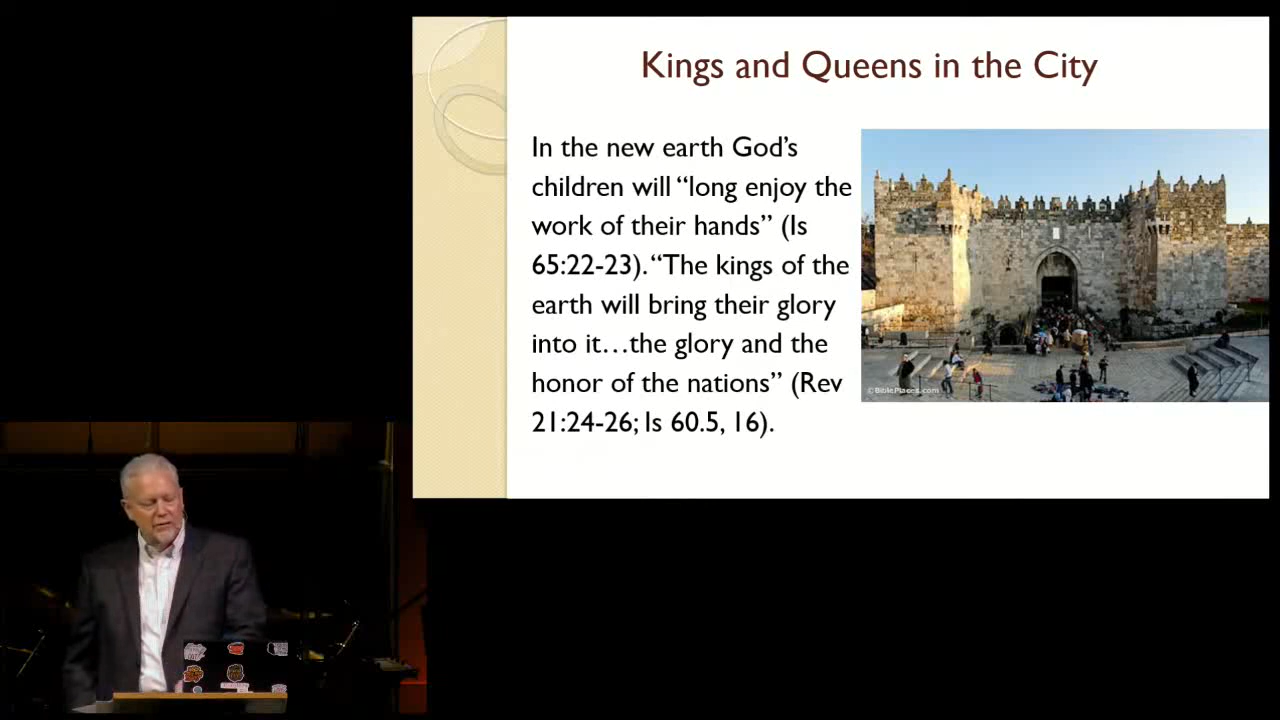 Kings and Queens in the City
In the new earth God’s
children will “long enjoy the
work of their hands” (Is
65:22-23). “The kings of the
earth will bring their glory
into it…the glory and the
honor of the nations” (Rev
21:24-26; Is 60.5, 16).
©BiblePlaces.com